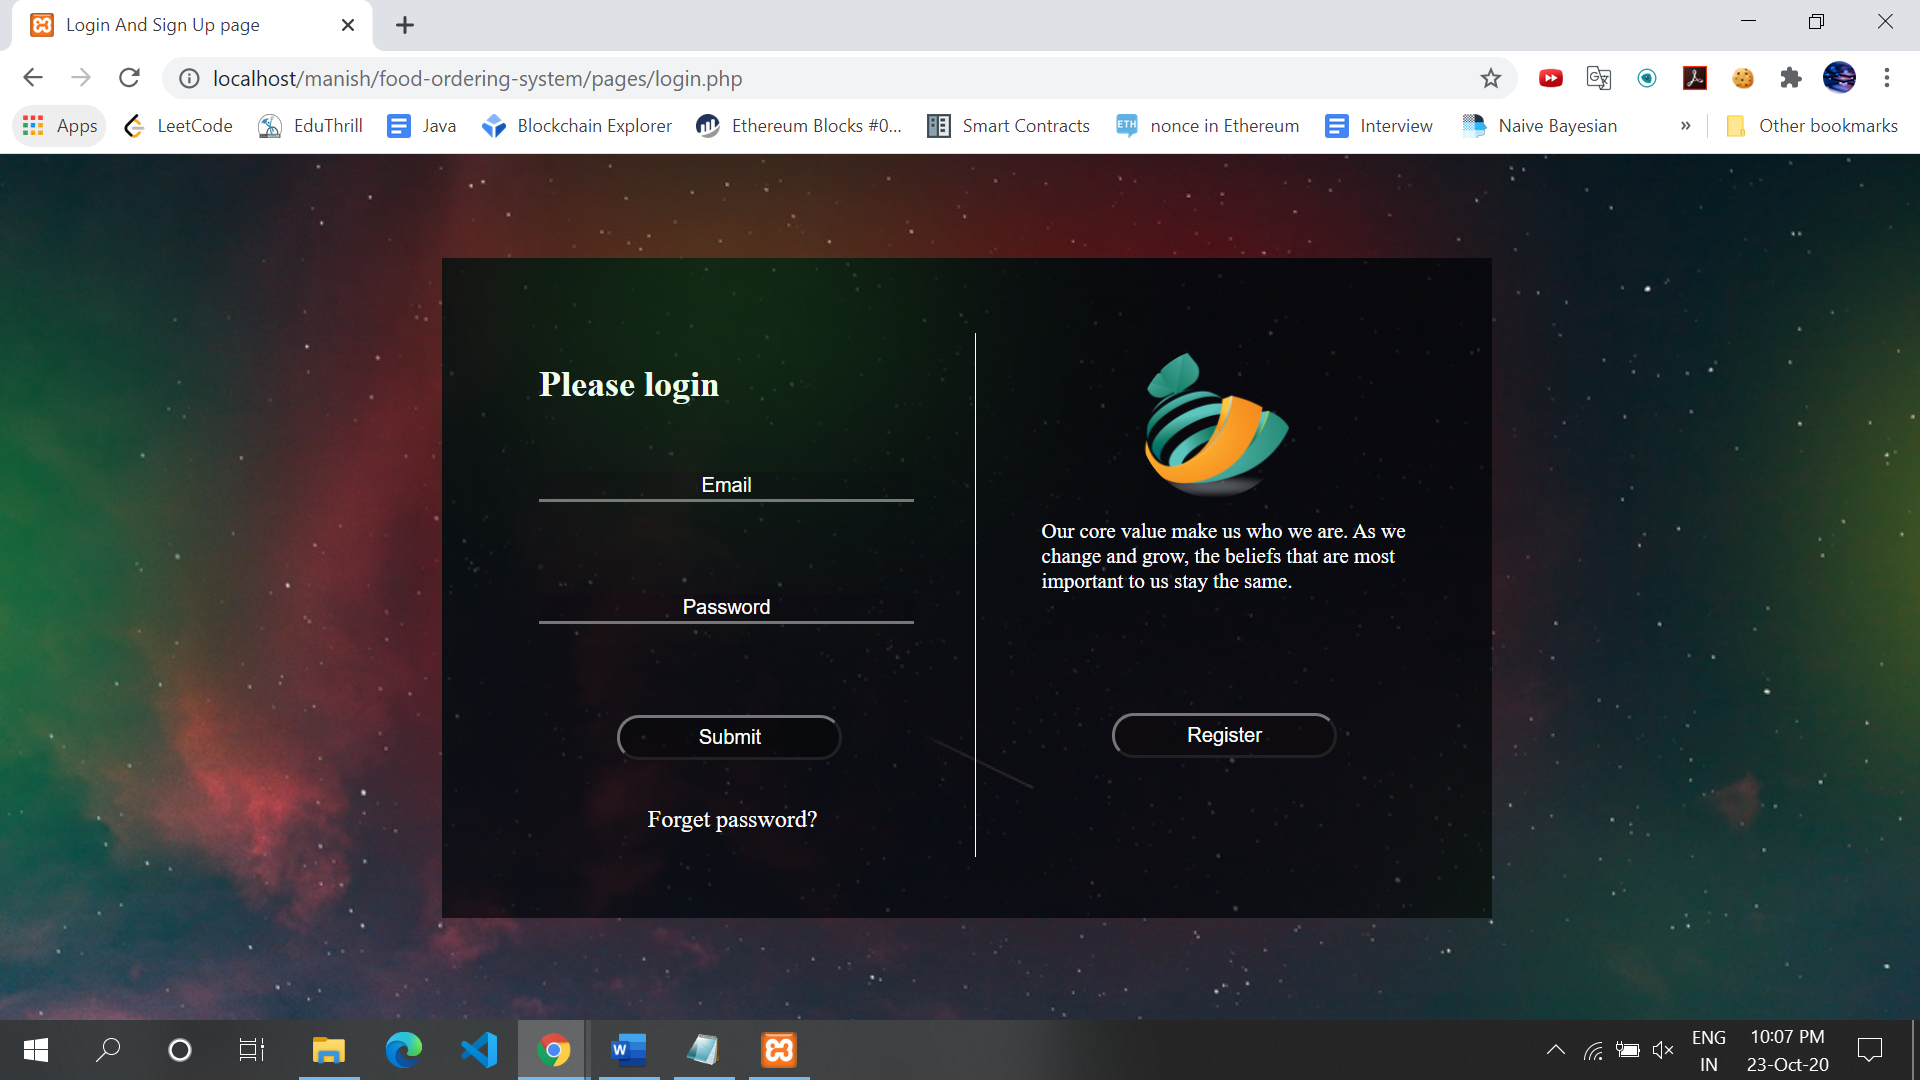 Login And Sign Up page
localhost/manish/food-ordering-system/pages/login.php
Apps LeetCode EduThrill Java Blockchain Explorer Ethereum Blocks #0... Smart Contracts ETH nonce in Ethereum Interview Naive Bayesian » Other bookmarks
Please login
Email
Password
Submit
Forget password?
Our core value make us who we are. As we
change and grow, the beliefs that are most
important to us stay the same.
Register
ENG
IN
10:07 PM
23-Oct-20